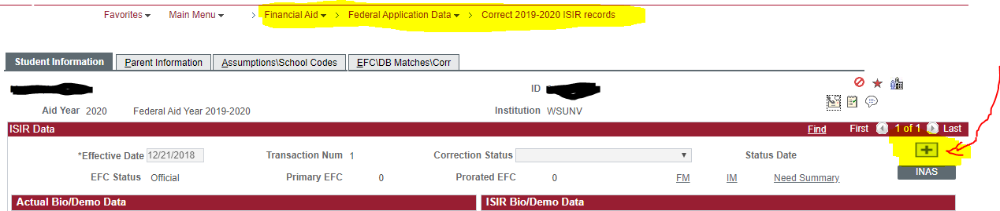 Favorites Main Menu > Financial Aid > Federal Application Data > Correct 2019-2020 ISIR records
Student Information Parent Information Assumptions\School Codes EFC\DB Matches\Corr
ID
Aid Year 2020 Federal Aid Year 2019-2020 Institution WSUNV
ISIR Data Find First 1 of 1 Last
*Effective Date 12/21/2018 Transaction Num 1 Correction Status Status Date
EFC Status Official Primary EFC 0 Prorated EFC 0 FM IM Need Summary INAS
Actual Bio/Demo Data ISIR Bio/Demo Data